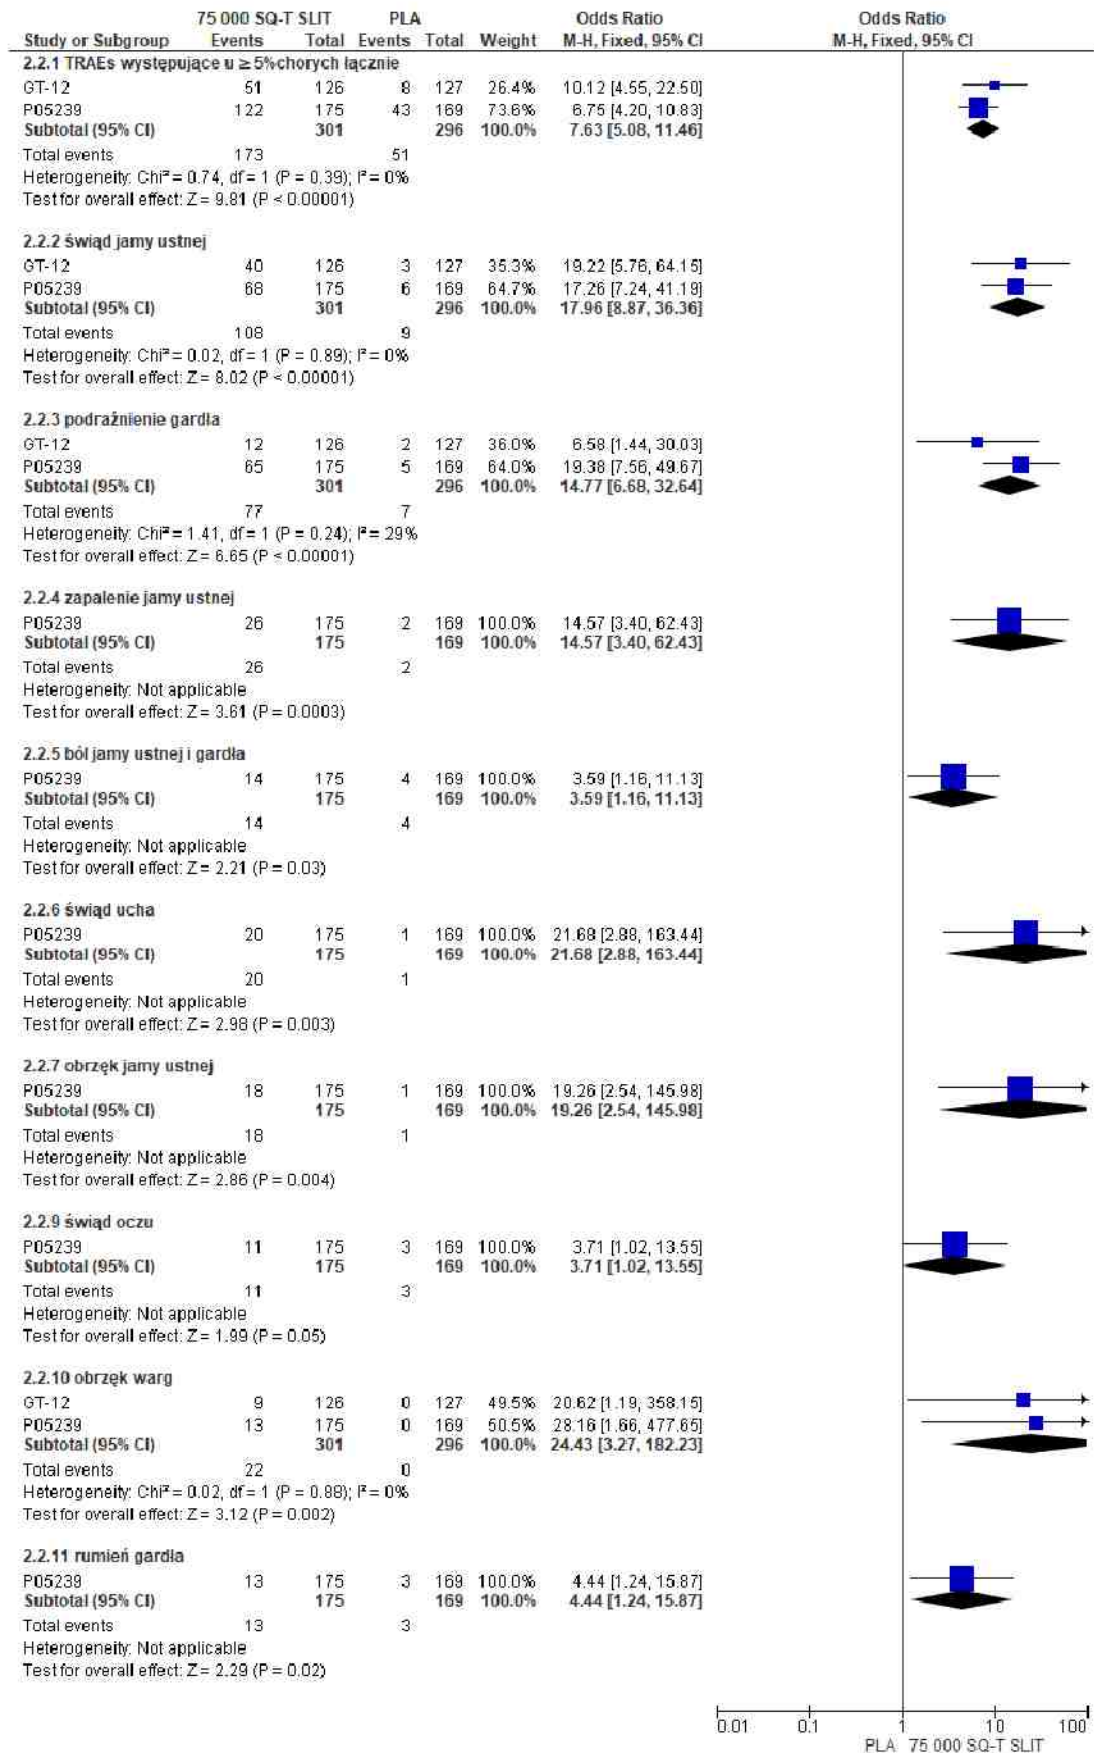 75 000 SQ-T SLIT PLA Odds Ratio Odds Ratio
Study or Subgroup Events Total Events Total Weight M-H, Fixed, 95% CI M-H, Fixed, 95% CI
2.2.1 TRAEs występujące u ≥ 5%chorych łącznie
GT-12 51 126 8 127 26.4% 10.12 [4.55, 22.50]
P05239 122 175 43 169 73.6% 6.75 [4.20, 10.83]
Subtotal (95% CI) 301 296 100.0% 7.63 [5.08, 11.46]
Total events 173 51
Heterogeneity: Chi² = 0.74, df = 1 (P = 0.39); I² = 0%
Test for overall effect: Z = 9.81 (P < 0.00001)
2.2.2 świąd jamy ustnej
GT-12 40 126 3 127 35.3% 19.22 [5.76, 64.15]
P05239 68 175 6 169 64.7% 17.26 [7.24, 41.19]
Subtotal (95% CI) 301 296 100.0% 17.96 [8.87, 36.36]
Total events 108 9
Heterogeneity: Chi² = 0.02, df = 1 (P = 0.89); I² = 0%
Test for overall effect: Z = 8.02 (P < 0.00001)
2.2.3 podrażnienie gardła
GT-12 12 126 2 127 36.0% 6.58 [1.44, 30.03]
P05239 65 175 5 169 64.0% 19.38 [7.56, 49.67]
Subtotal (95% CI) 301 296 100.0% 14.77 [6.68, 32.64]
Total events 77 7
Heterogeneity: Chi² = 1.41, df = 1 (P = 0.24); I² = 29%
Test for overall effect: Z = 6.65 (P < 0.00001)
2.2.4 zapalenie jamy ustnej
P05239 26 175 2 169 100.0% 14.57 [3.40, 62.43]
Subtotal (95% CI) 175 169 100.0% 14.57 [3.40, 62.43]
Total events 26 2
Heterogeneity: Not applicable
Test for overall effect: Z = 3.61 (P = 0.0003)
2.2.5 ból jamy ustnej i gardła
P05239 14 175 4 169 100.0% 3.59 [1.16, 11.13]
Subtotal (95% CI) 175 169 100.0% 3.59 [1.16, 11.13]
Total events 14 4
Heterogeneity: Not applicable
Test for overall effect: Z = 2.21 (P = 0.03)
2.2.6 świąd ucha
P05239 20 175 1 169 100.0% 21.68 [2.88, 163.44]
Subtotal (95% CI) 175 169 100.0% 21.68 [2.88, 163.44]
Total events 20 1
Heterogeneity: Not applicable
Test for overall effect: Z = 2.98 (P = 0.003)
2.2.7 obrzęk jamy ustnej
P05239 18 175 1 169 100.0% 19.26 [2.54, 145.98]
Subtotal (95% CI) 175 169 100.0% 19.26 [2.54, 145.98]
Total events 18 1
Heterogeneity: Not applicable
Test for overall effect: Z = 2.86 (P = 0.004)
2.2.9 świąd oczu
P05239 11 175 3 169 100.0% 3.71 [1.02, 13.55]
Subtotal (95% CI) 175 169 100.0% 3.71 [1.02, 13.55]
Total events 11 3
Heterogeneity: Not applicable
Test for overall effect: Z = 1.99 (P = 0.05)
2.2.10 obrzęk warg
GT-12 9 126 0 127 49.5% 20.62 [1.19, 358.15]
P05239 13 175 0 169 50.5% 28.16 [1.66, 477.65]
Subtotal (95% CI) 301 296 100.0% 24.43 [3.27, 182.23]
Total events 22 0
Heterogeneity: Chi² = 0.02, df = 1 (P = 0.88); I² = 0%
Test for overall effect: Z = 3.12 (P = 0.002)
2.2.11 rumień gardła
P05239 13 175 3 169 100.0% 4.44 [1.24, 15.87]
Subtotal (95% CI) 175 169 100.0% 4.44 [1.24, 15.87]
Total events 13 3
Heterogeneity: Not applicable
Test for overall effect: Z = 2.29 (P = 0.02)
0.01 0.1 1 10 100
PLA 75 000 SQ-T SLIT